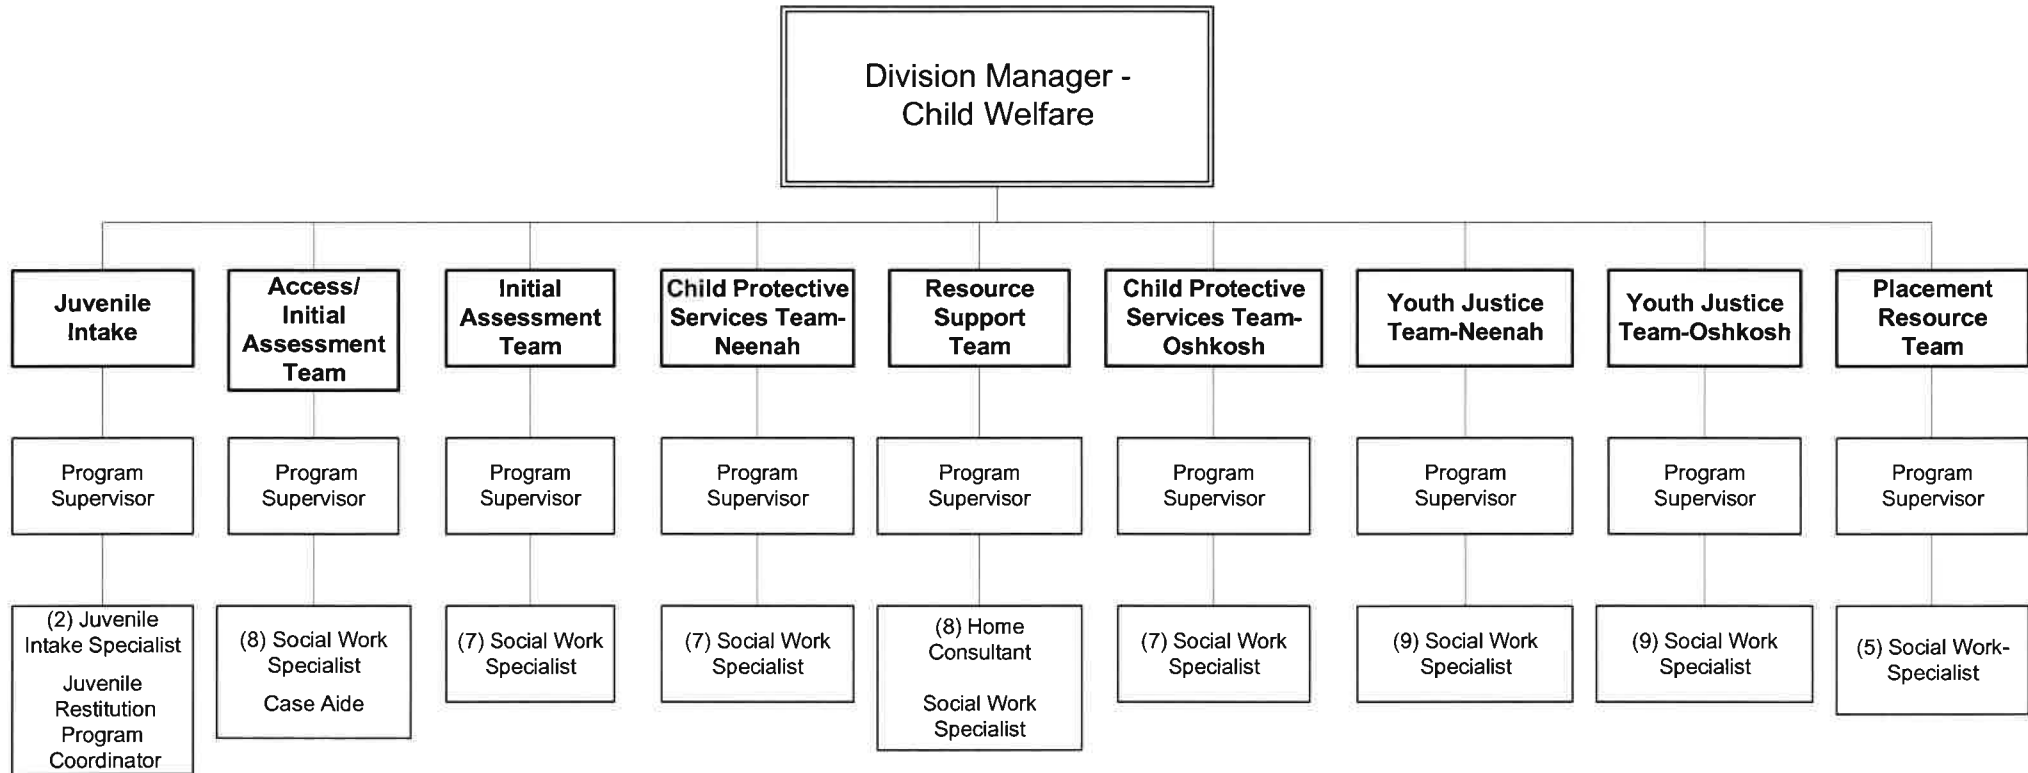 Division Manager -
Child Welfare
Juvenile
Intake
Access/
Initial
Assessment
Team
Initial
Assessment
Team
Child Protective
Services Team-
Neenah
Resource
Support
Team
Child Protective
Services Team-
Oshkosh
Youth Justice
Team-Neenah
Youth Justice
Team-Oshkosh
Placement
Resource
Team
Program
Supervisor
Program
Supervisor
Program
Supervisor
Program
Supervisor
Program
Supervisor
Program
Supervisor
Program
Supervisor
Program
Supervisor
Program
Supervisor
(2) Juvenile
Intake Specialist
Juvenile
Restitution
Program
Coordinator
(8) Social Work
Specialist
Case Aide
(7) Social Work
Specialist
(7) Social Work
Specialist
(8) Home
Consultant
Social Work
Specialist
(7) Social Work
Specialist
(9) Social Work
Specialist
(9) Social Work
Specialist
(5) Social Work-
Specialist